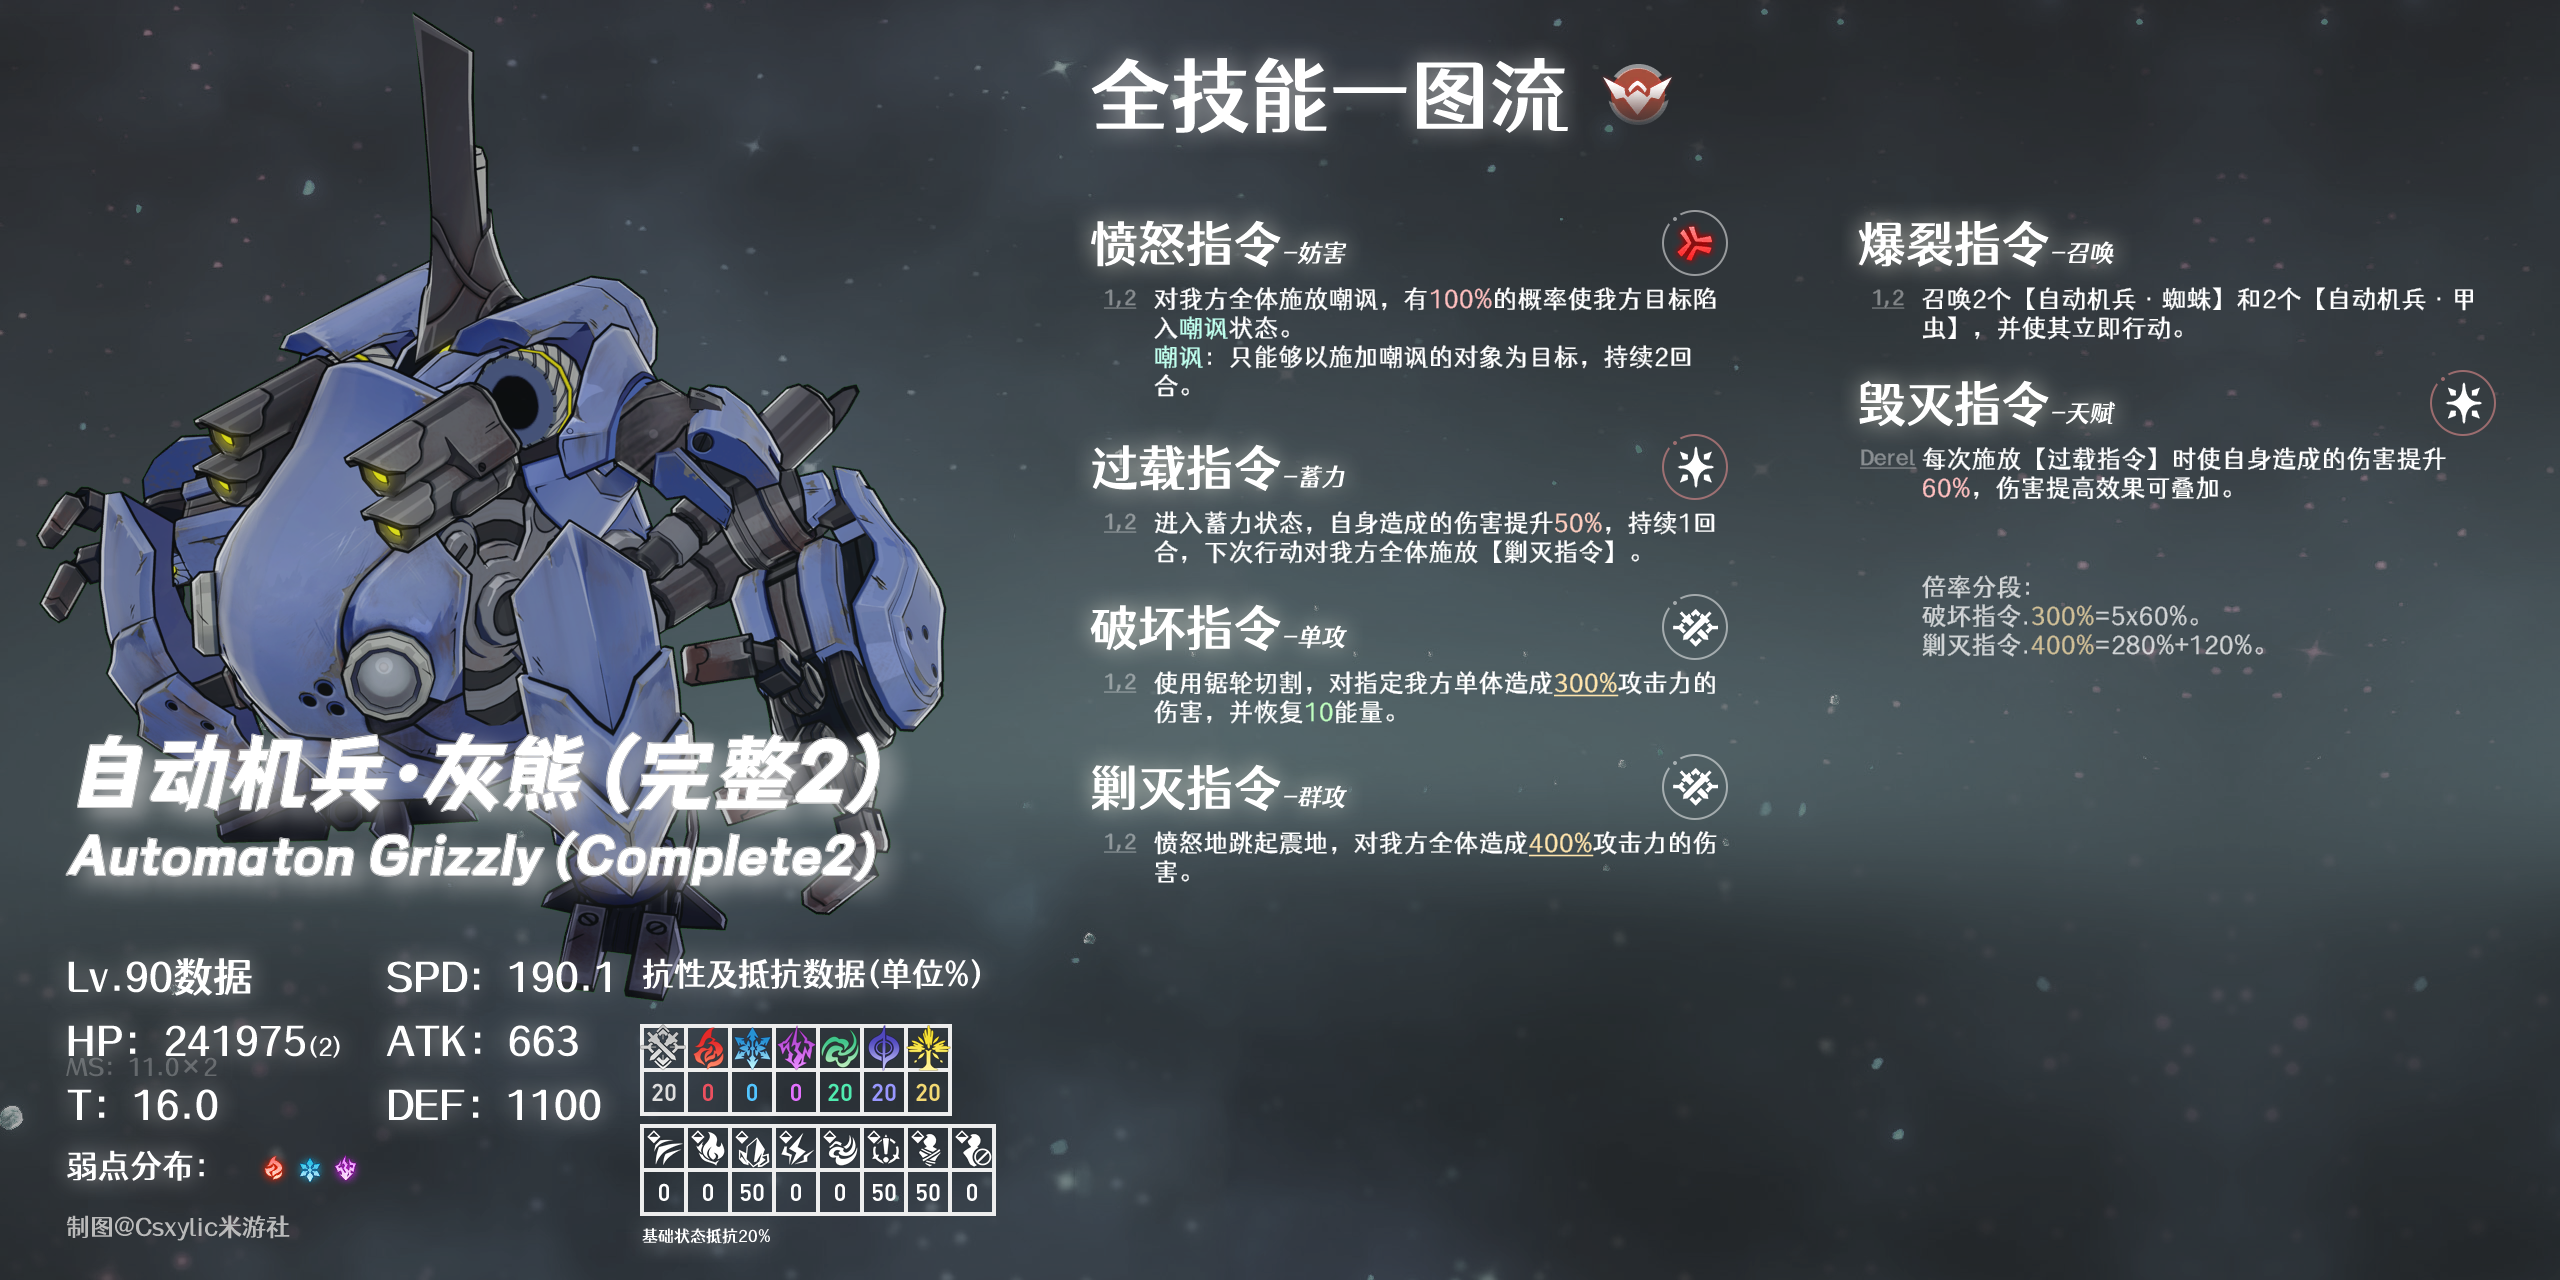 全技能一图流
愤怒指令-妨害
1,2 对我方全体施放嘲讽，有100%的概率使我方目标陷
入嘲讽状态。
嘲讽：只能够以施加嘲讽的对象为目标，持续2回
合。
过载指令-蓄力
1,2 进入蓄力状态，自身造成的伤害提升50%，持续1回
合，下次行动对我方全体施放【剿灭指令】。
破坏指令-单攻
1,2 使用锯轮切割，对指定我方单体造成300%攻击力的
伤害，并恢复10能量。
剿灭指令-群攻
1,2 愤怒地跳起震地，对我方全体造成400%攻击力的伤
害。
爆裂指令-召唤
1,2 召唤2个【自动机兵·蜘蛛】和2个【自动机兵·甲
虫】，并使其立即行动。
毁灭指令-天赋
Derel 每次施放【过载指令】时使自身造成的伤害提升
60%，伤害提高效果可叠加。
倍率分段：
破坏指令.300%=5x60%。
剿灭指令.400%=280%+120%。
自动机兵·灰熊（完整2）
Automaton Grizzly (Complete2)
Lv.90数据 SPD：190.1
HP：241975(2) ATK：663
MS：11.0×2
T：16.0 DEF：1100
弱点分布：
制图@Csxylic米游社
抗性及抵抗数据(单位%)
20 0 0 0 20 20 20
0 0 50 0 0 50 50 0
基础状态抵抗20%